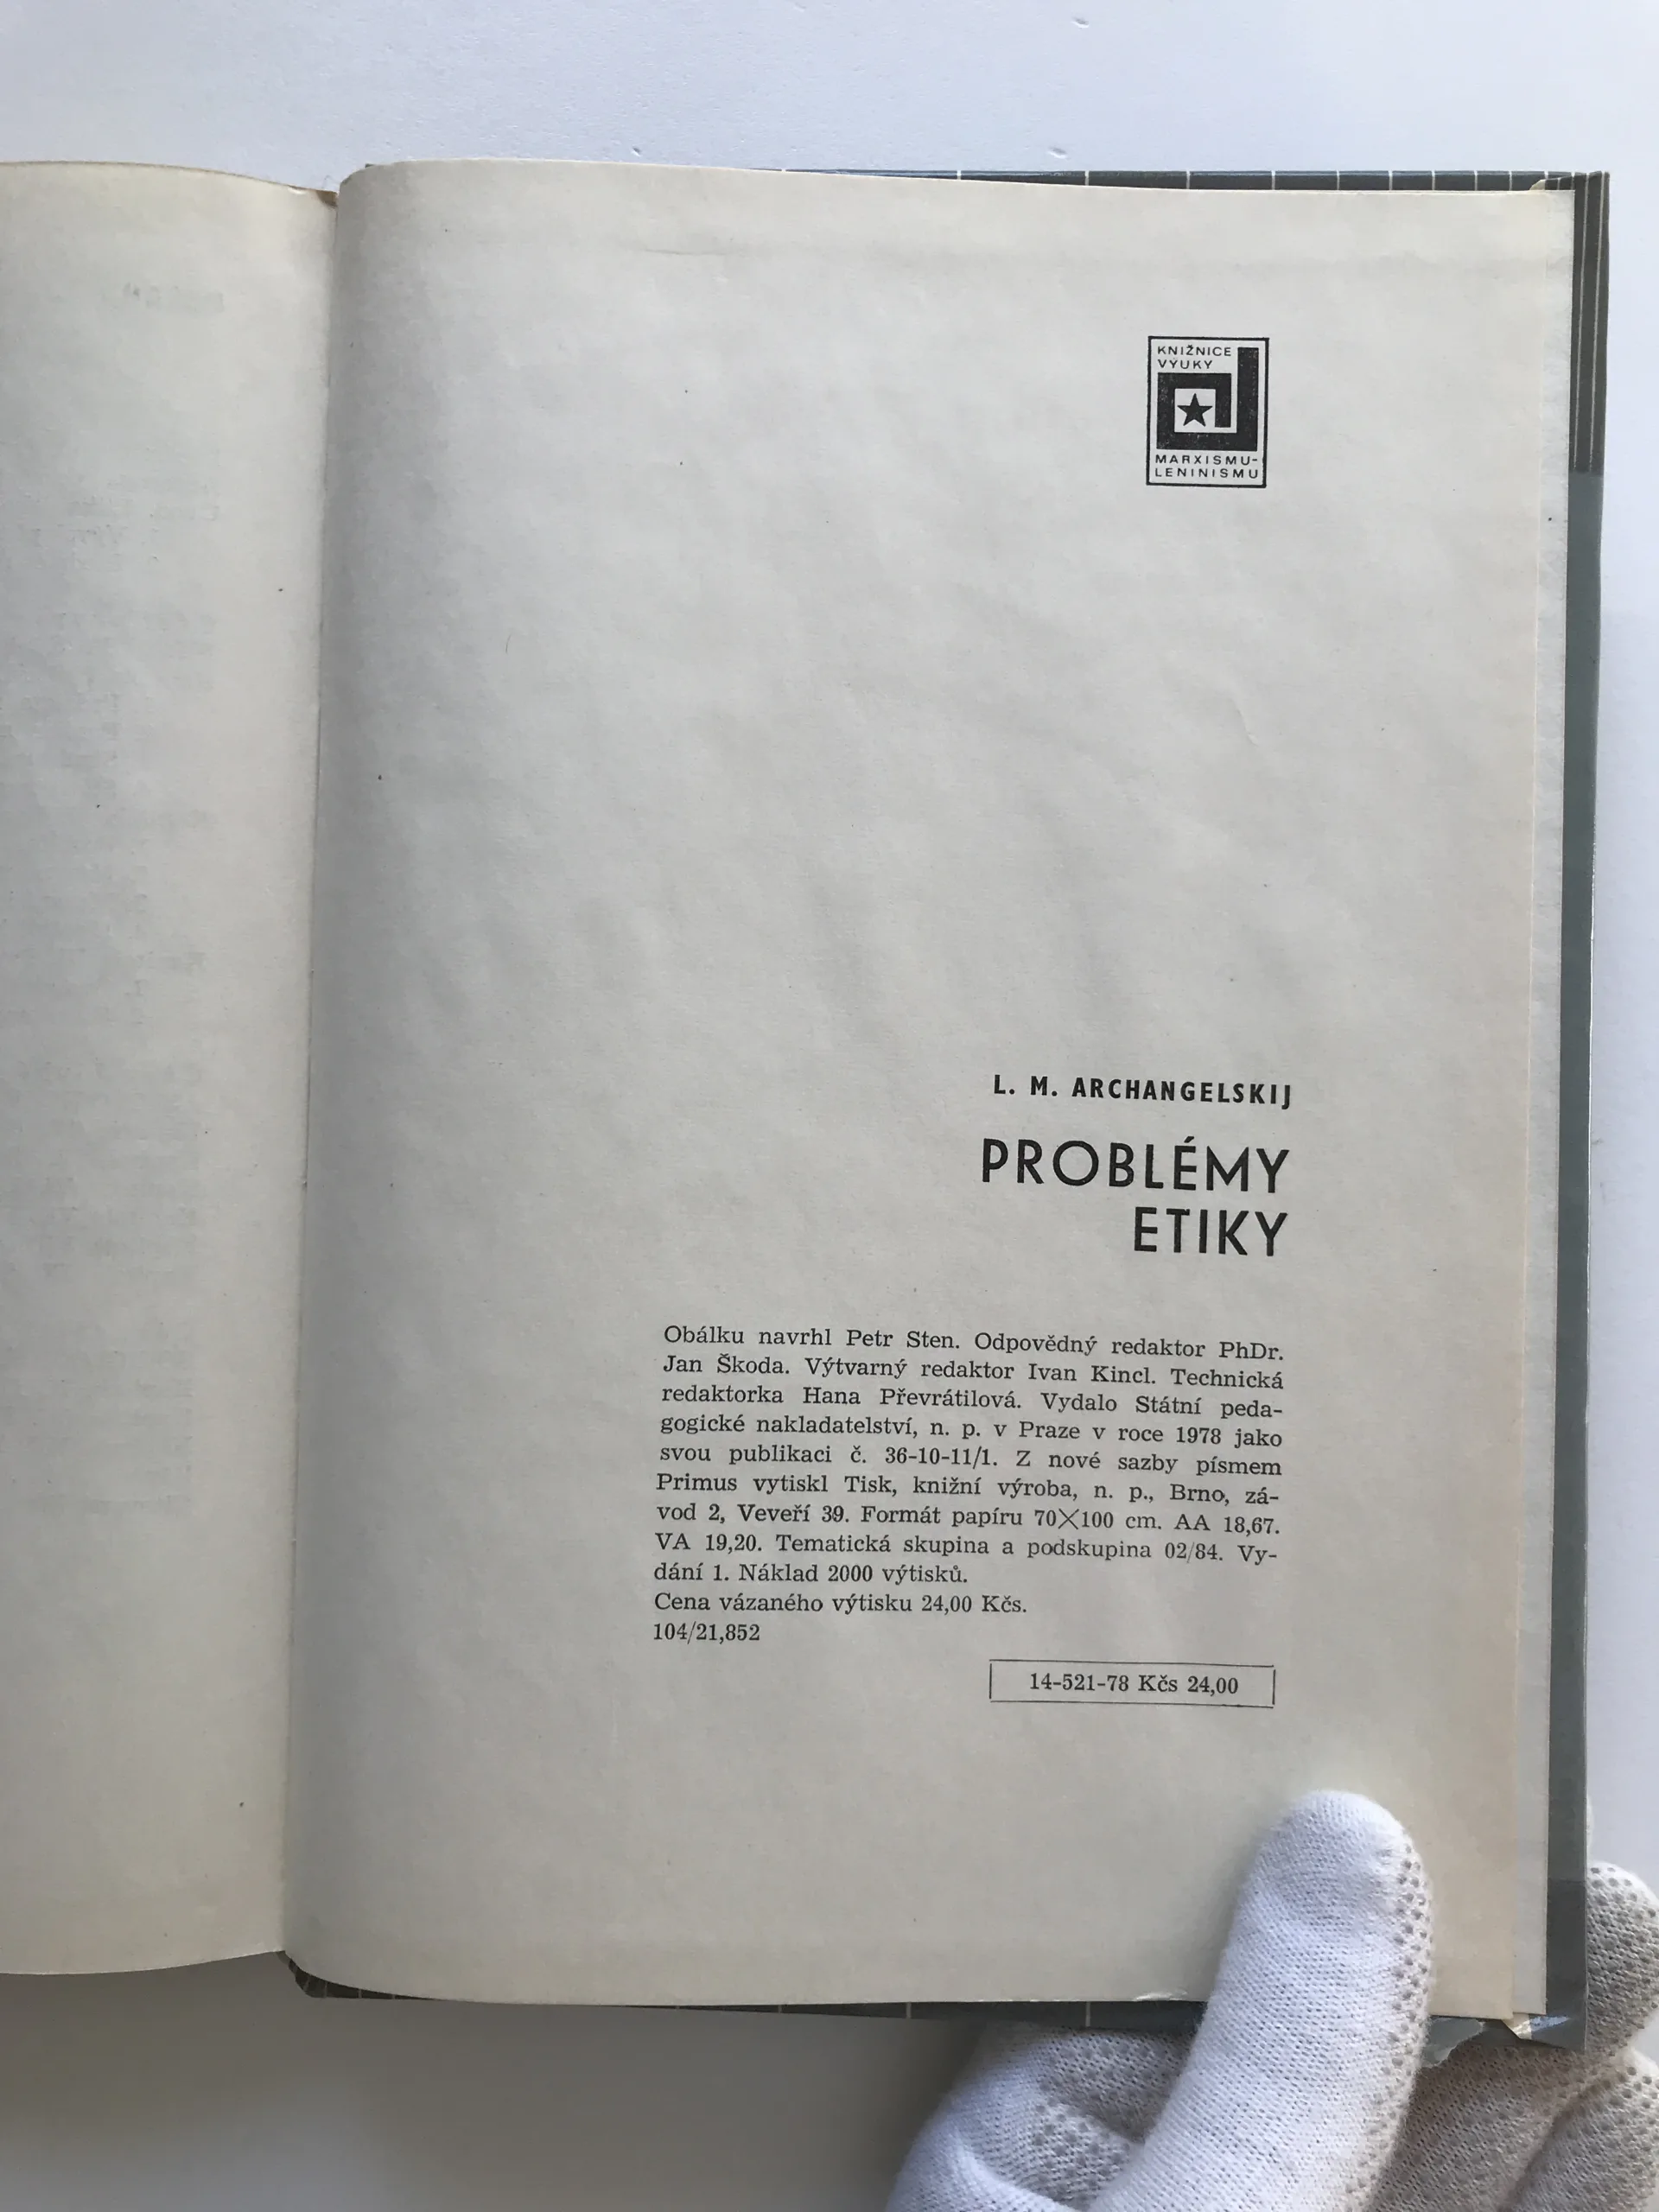 KNIŽNICE
VÝUKY
MARXISMU-
LENINISMU
L. M. ARCHANGELSKIJ
PROBLÉMY
ETIKY
Obálku navrhl Petr Sten. Odpovědný redaktor PhDr.
Jan Škoda. Výtvarný redaktor Ivan Kincl. Technická
redaktorka Hana Převrátilová. Vydalo Státní peda-
gogické nakladatelství, n. p. v Praze v roce 1978 jako
svou publikaci č. 36-10-11/1. Z nové sazby písmem
Primus vytiskl Tisk, knižní výroba, n. p., Brno, zá-
vod 2, Veveří 39. Formát papíru 70×100 cm. AA 18,67.
VA 19,20. Tematická skupina a podskupina 02/84. Vy-
dání 1. Náklad 2000 výtisků.
Cena vázaného výtisku 24,00 Kčs.
104/21,852
14-521-78 Kčs 24,00